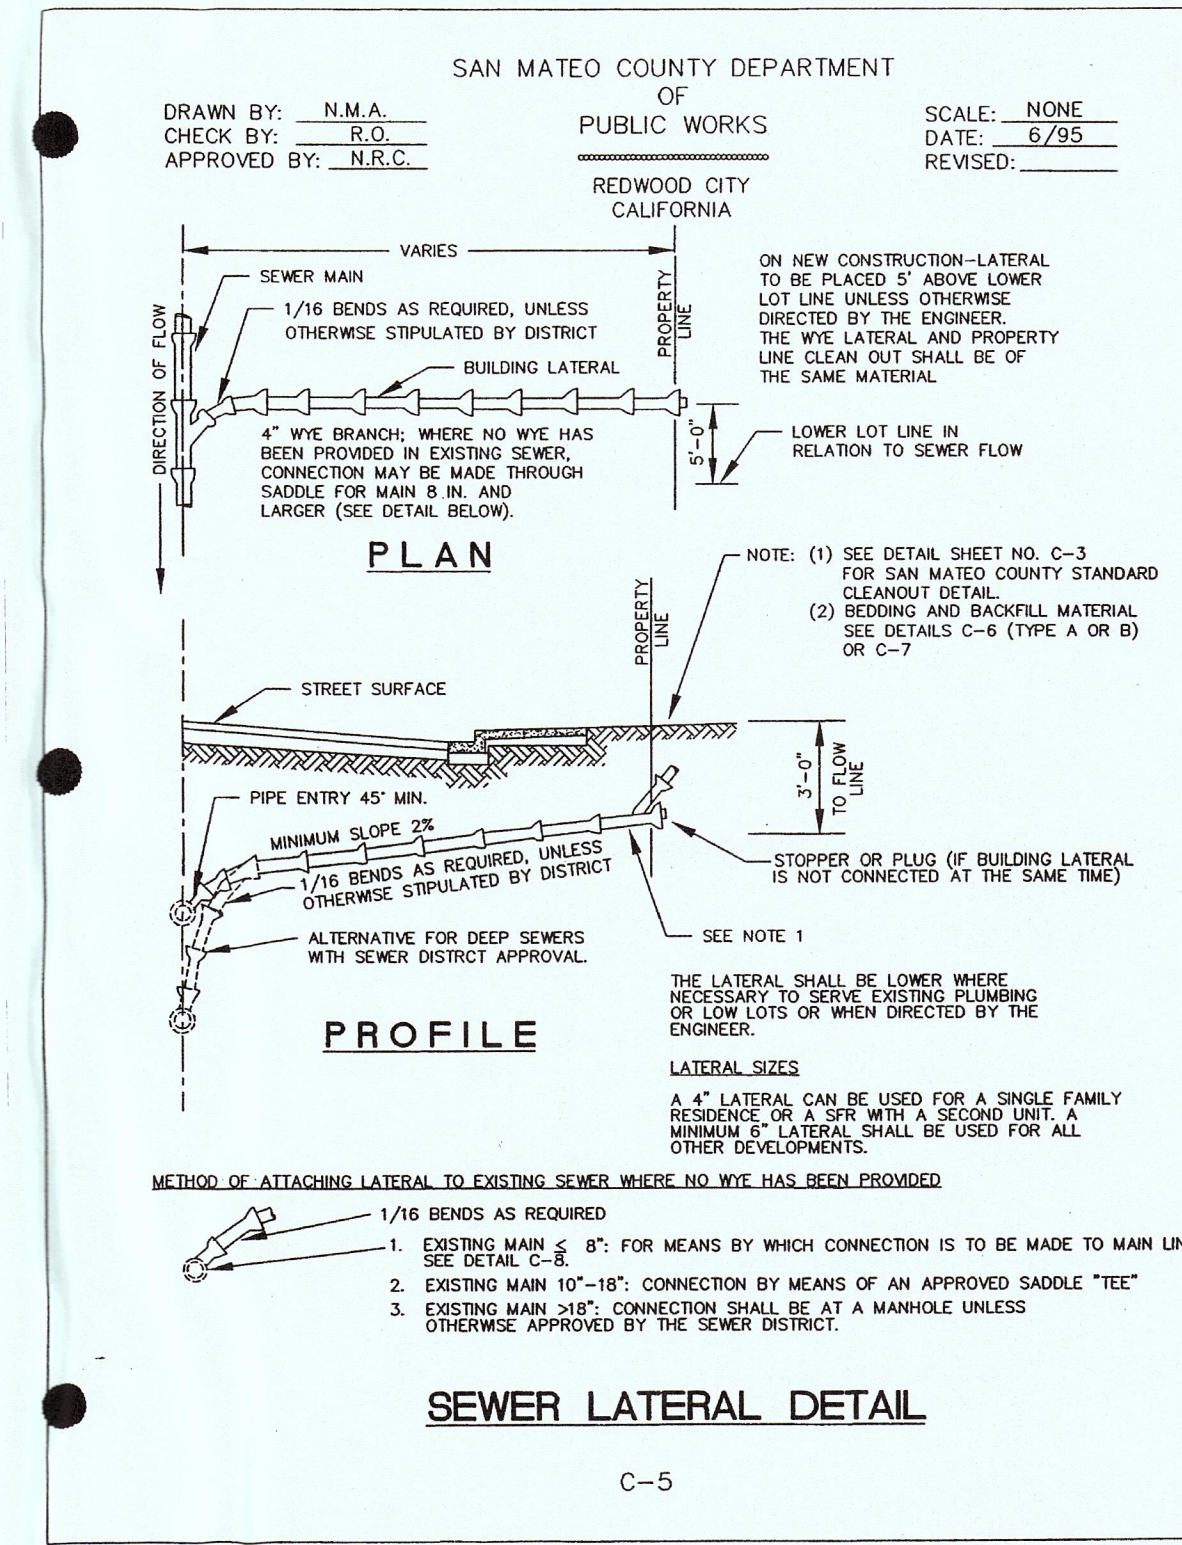 SAN MATEO COUNTY DEPARTMENT
OF
PUBLIC WORKS
REDWOOD CITY
CALIFORNIA
DRAWN BY: N.M.A.
CHECK BY: R.O.
APPROVED BY: N.R.C.
SCALE: NONE
DATE: 6/95
REVISED:
VARIES
SEWER MAIN
1/16 BENDS AS REQUIRED, UNLESS
OTHERWISE STIPULATED BY DISTRICT
BUILDING LATERAL
DIRECTION OF FLOW
PROPERTY
LINE
4" WYE BRANCH; WHERE NO WYE HAS
BEEN PROVIDED IN EXISTING SEWER,
CONNECTION MAY BE MADE THROUGH
SADDLE FOR MAIN 8 IN. AND
LARGER (SEE DETAIL BELOW).
ON NEW CONSTRUCTION-LATERAL
TO BE PLACED 5' ABOVE LOWER
LOT LINE UNLESS OTHERWISE
DIRECTED BY THE ENGINEER.
THE WYE LATERAL AND PROPERTY
LINE CLEAN OUT SHALL BE OF
THE SAME MATERIAL
5'-0"
LOWER LOT LINE IN
RELATION TO SEWER FLOW
PLAN
NOTE: (1) SEE DETAIL SHEET NO. C-3
FOR SAN MATEO COUNTY STANDARD
CLEANOUT DETAIL.
(2) BEDDING AND BACKFILL MATERIAL
SEE DETAILS C-6 (TYPE A OR B)
OR C-7
PROPERTY
LINE
STREET SURFACE
3'-0"
TO FLOW
LINE
PIPE ENTRY 45° MIN.
MINIMUM SLOPE 2%
1/16 BENDS AS REQUIRED, UNLESS
OTHERWISE STIPULATED BY DISTRICT
STOPPER OR PLUG (IF BUILDING LATERAL
IS NOT CONNECTED AT THE SAME TIME)
SEE NOTE 1
ALTERNATIVE FOR DEEP SEWERS
WITH SEWER DISTRCT APPROVAL.
PROFILE
THE LATERAL SHALL BE LOWER WHERE
NECESSARY TO SERVE EXISTING PLUMBING
OR LOW LOTS OR WHEN DIRECTED BY THE
ENGINEER.
LATERAL SIZES
A 4" LATERAL CAN BE USED FOR A SINGLE FAMILY
RESIDENCE OR A SFR WITH A SECOND UNIT. A
MINIMUM 6" LATERAL SHALL BE USED FOR ALL
OTHER DEVELOPMENTS.
METHOD OF ATTACHING LATERAL TO EXISTING SEWER WHERE NO WYE HAS BEEN PROVIDED
1/16 BENDS AS REQUIRED
1. EXISTING MAIN ≤ 8": FOR MEANS BY WHICH CONNECTION IS TO BE MADE TO MAIN LIN
SEE DETAIL C-8.
2. EXISTING MAIN 10"-18": CONNECTION BY MEANS OF AN APPROVED SADDLE "TEE"
3. EXISTING MAIN >18": CONNECTION SHALL BE AT A MANHOLE UNLESS
OTHERWISE APPROVED BY THE SEWER DISTRICT.
SEWER LATERAL DETAIL
C-5